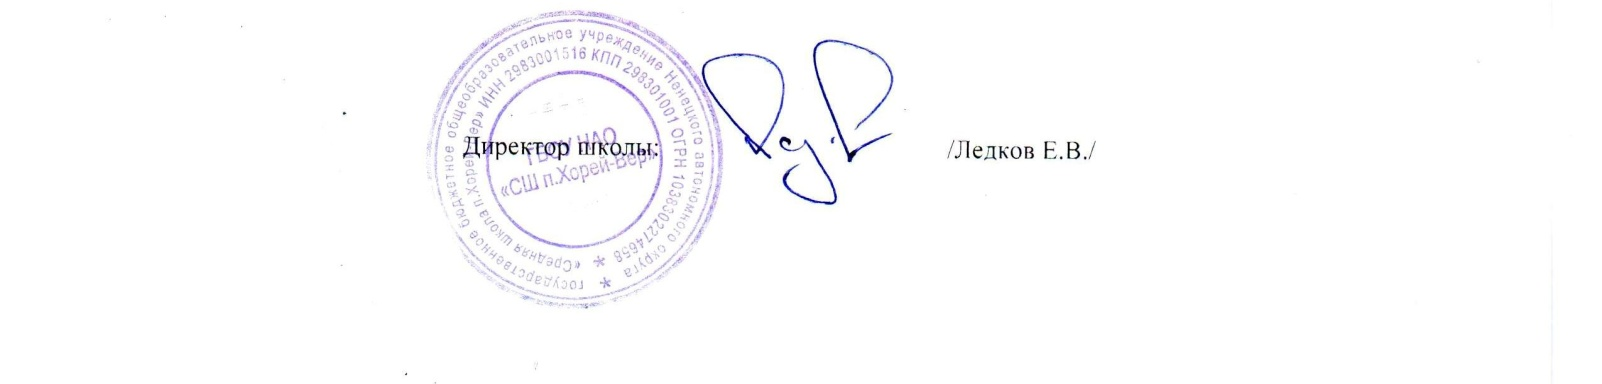 государственное бюджетное общеобразовательное учреждение Ненецкого автономного округа *
«Средняя школа п.Хорей-Вер» ИНН 2983001516 КПП 298301001 ОГРН 1038302274658 *
ГБОУ НАО
«СШ п.Хорей-Вер»
Директор школы:
/Ледков Е.В./